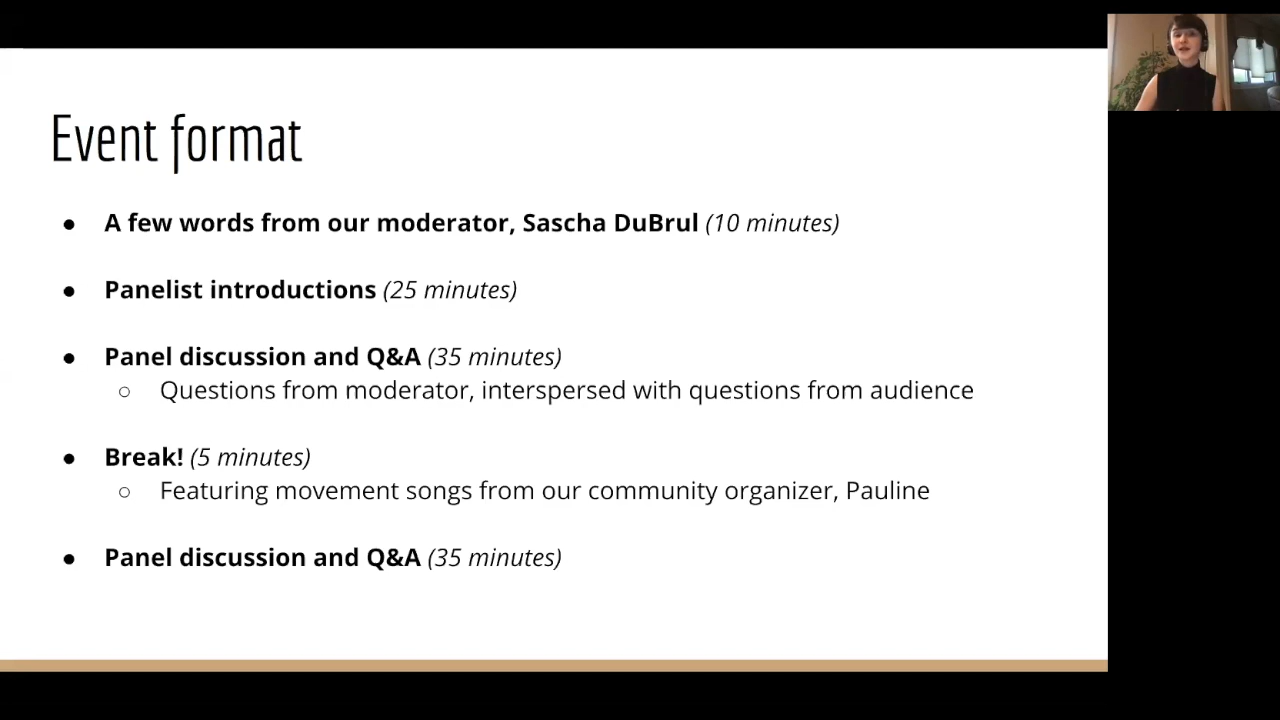 Event format
● A few words from our moderator, Sascha DuBrul (10 minutes)
● Panelist introductions (25 minutes)
● Panel discussion and Q&A (35 minutes)
○ Questions from moderator, interspersed with questions from audience
● Break! (5 minutes)
○ Featuring movement songs from our community organizer, Pauline
● Panel discussion and Q&A (35 minutes)